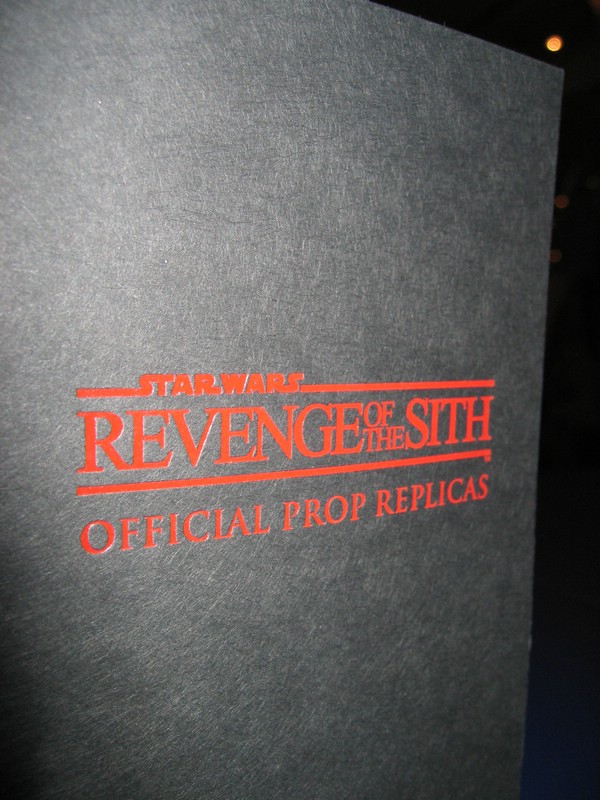 STAR WARS
REVENGE OF THE SITH
OFFICIAL PROP REPLICAS